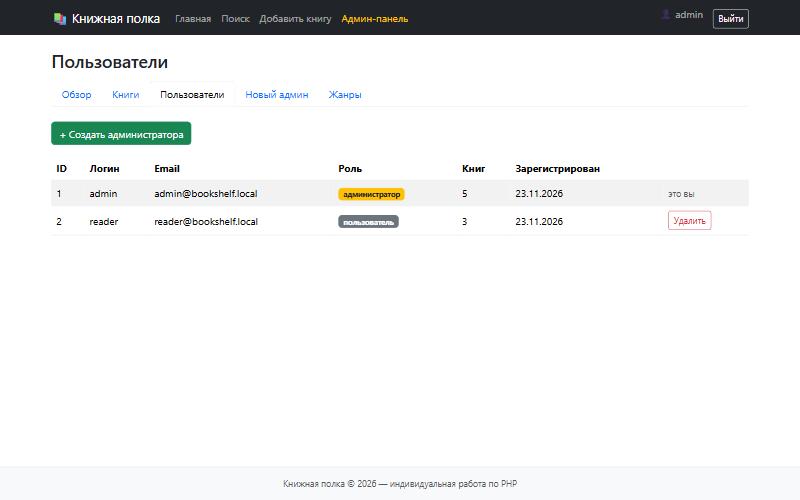 Книжная полка Главная Поиск Добавить книгу Админ-панель admin Выйти
Пользователи
Обзор Книги Пользователи Новый админ Жанры
+ Создать администратора
ID Логин Email Роль Книг Зарегистрирован
1 admin admin@bookshelf.local администратор 5 23.11.2026 это вы
2 reader reader@bookshelf.local пользователь 3 23.11.2026 Удалить
Книжная полка © 2026 — индивидуальная работа по PHP